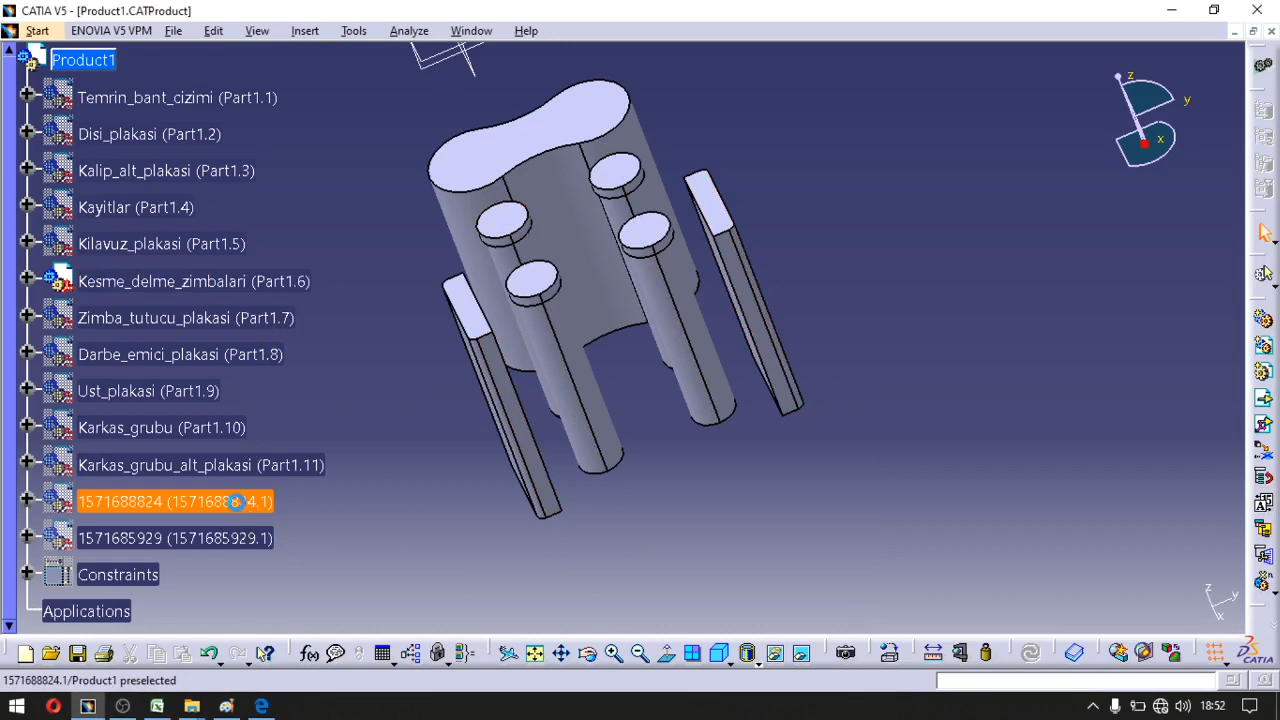 CATIA V5 - [Product1.CATProduct]
Start ENOVIA V5 VPM File Edit View Insert Tools Analyze Window Help
Product1
Temrin_bant_cizimi (Part1.1)
Disi_plakasi (Part1.2)
Kalip_alt_plakasi (Part1.3)
Kayitlar (Part1.4)
Kilavuz_plakasi (Part1.5)
Kesme_delme_zimbalari (Part1.6)
Zimba_tutucu_plakasi (Part1.7)
Darbe_emici_plakasi (Part1.8)
Ust_plakasi (Part1.9)
Karkas_grubu (Part1.10)
Karkas_grubu_alt_plakasi (Part1.11)
1571688824 (1571688824.1)
1571685929 (1571685929.1)
Constraints
Applications
z
y
x
z
y
x
f(x)
CATIA
1571688824.1/Product1 preselected
18:52